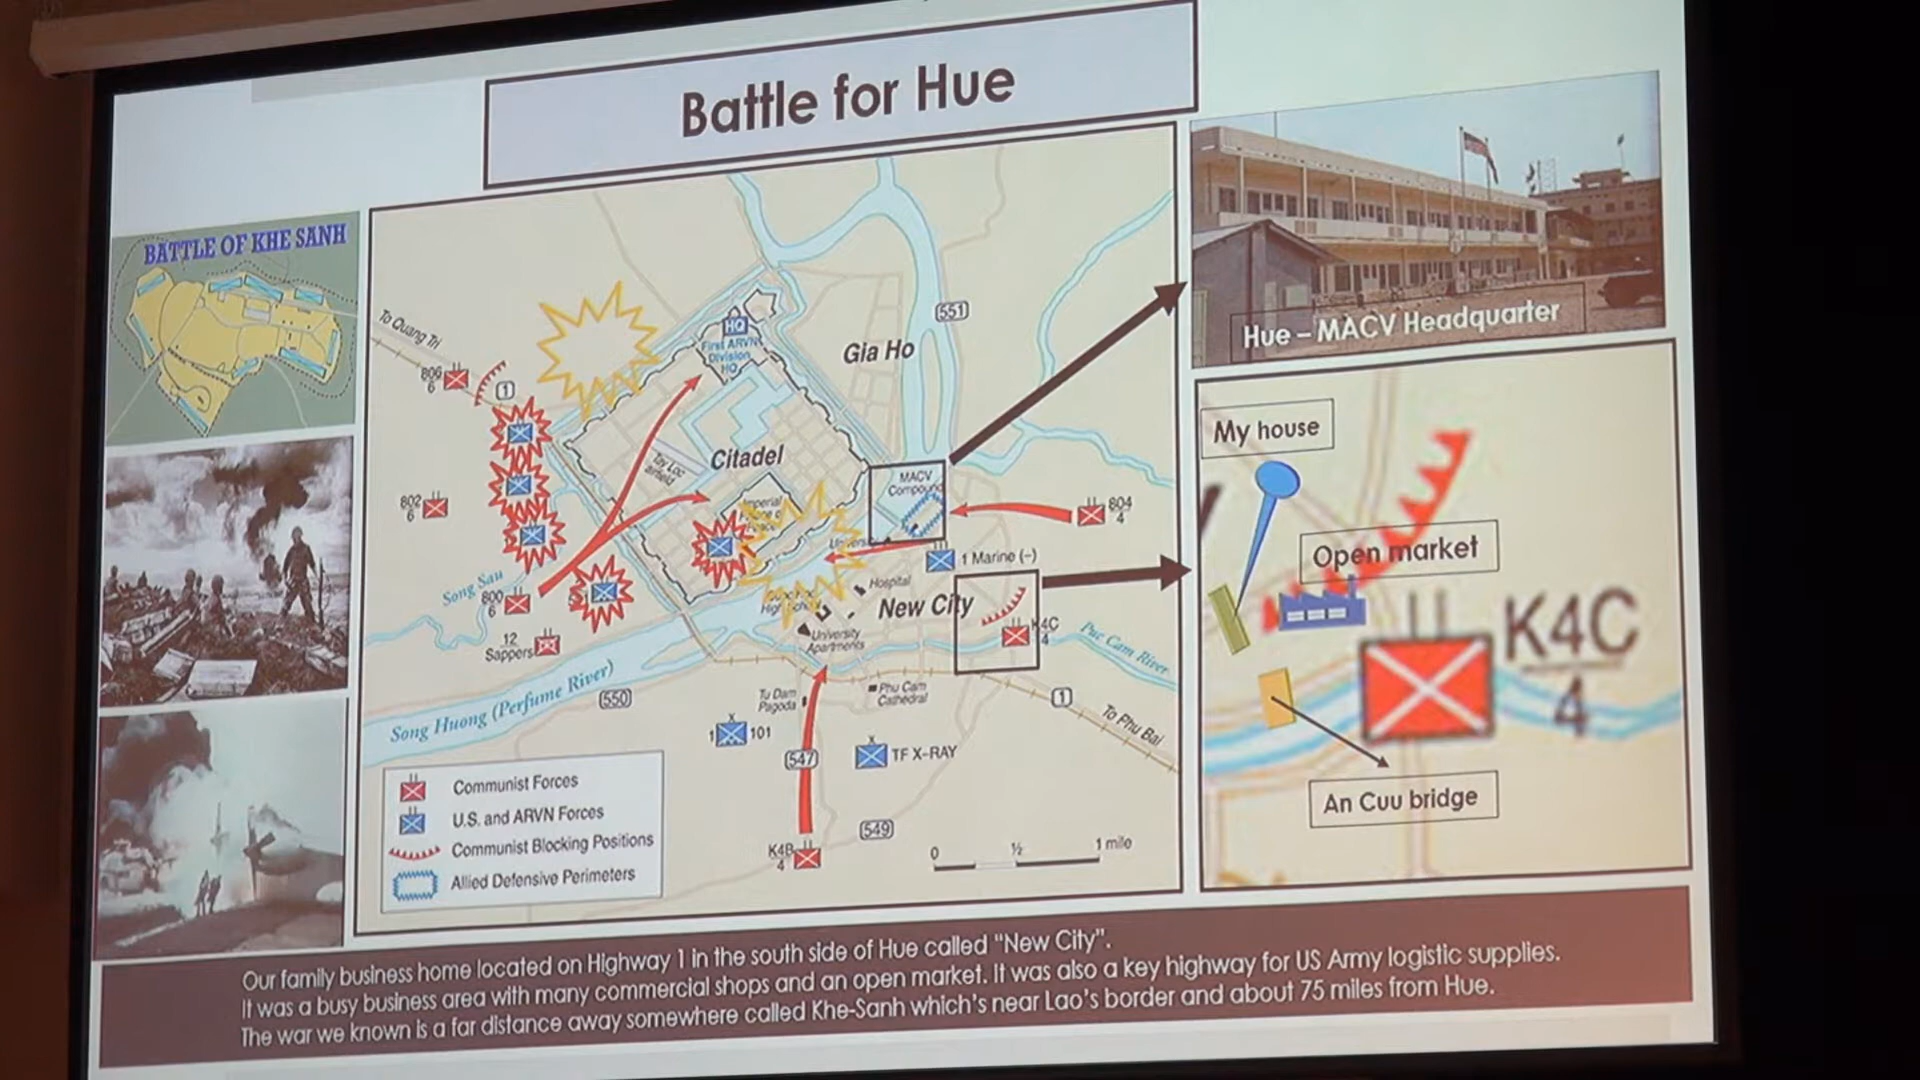 Battle for Hue
BATTLE OF KHE SANH
To Quang Tri
806
6
1
HQ
First ARVN
Division
HQ
Gia Ho
551
Citadel
Tay Loc
airfield
Imperial
802
6
MACV
Compound
804
4
1 Marine (-)
Song Sau
800
6
Hospital
New City
High School
University
Apartments
12
Sappers
K4C
4
Puc Cam River
Song Huong (Perfume River)
550
Tu Dam
Pagoda
Phu Cam
Cathedral
1
To Phu Bai
1
101
547
TF X-RAY
549
K4B
4
0
½
1 mile
Communist Forces
U.S. and ARVN Forces
Communist Blocking Positions
Allied Defensive Perimeters
Hue – MACV Headquarter
My house
Open market
K4C
4
An Cuu bridge
Our family business home located on Highway 1 in the south side of Hue called "New City".
It was a busy business area with many commercial shops and an open market. It was also a key highway for US Army logistic supplies.
The war we known is a far distance away somewhere called Khe-Sanh which's near Lao's border and about 75 miles from Hue.